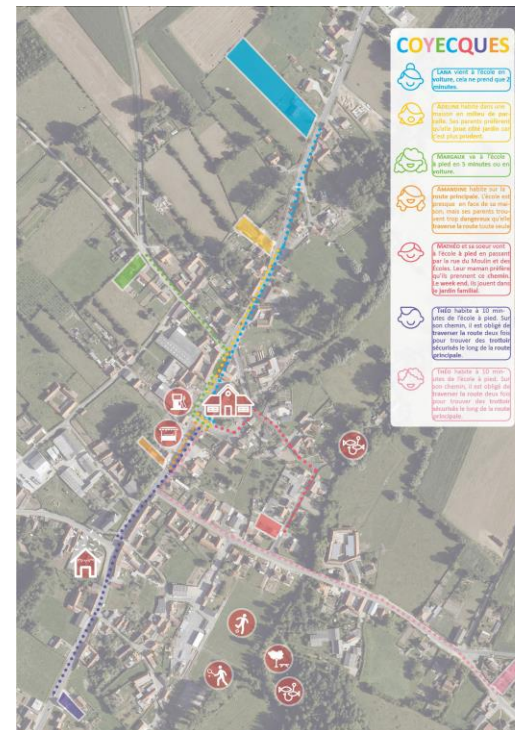 COYECQUES
LANA vient à l'école en
voiture, cela ne prend que 2
minutes.
ADELINE habite dans une
maison en milieu de par-
celle. Ses parents préfèrent
qu'elle joue côté jardin car
c'est plus prudent.
MARGAUX va à l'école
à pied en 5 minutes ou en
voiture.
AMANDINE habite sur la
route principale. L'école est
presque en face de sa mai-
son, mais ses parents trou-
vent trop dangereux qu'elle
traverse la route toute seule
MATHÉO et sa soeur vont
à l'école à pied en passant
par la rue du Moulin et des
Écoles. Leur maman préfère
qu'ils prennent ce chemin.
Le week end, ils jouent dans
le jardin familial.
THÉO habite à 10 min-
utes de l'école à pied. Sur
son chemin, il est obligé de
traverser la route deux fois
pour trouver des trottoir
sécurisés le long de la route
principale.
THÉO habite à 10 min-
utes de l'école à pied. Sur
son chemin, il est obligé de
traverser la route deux fois
pour trouver des trottoir
sécurisés le long de la route
principale.